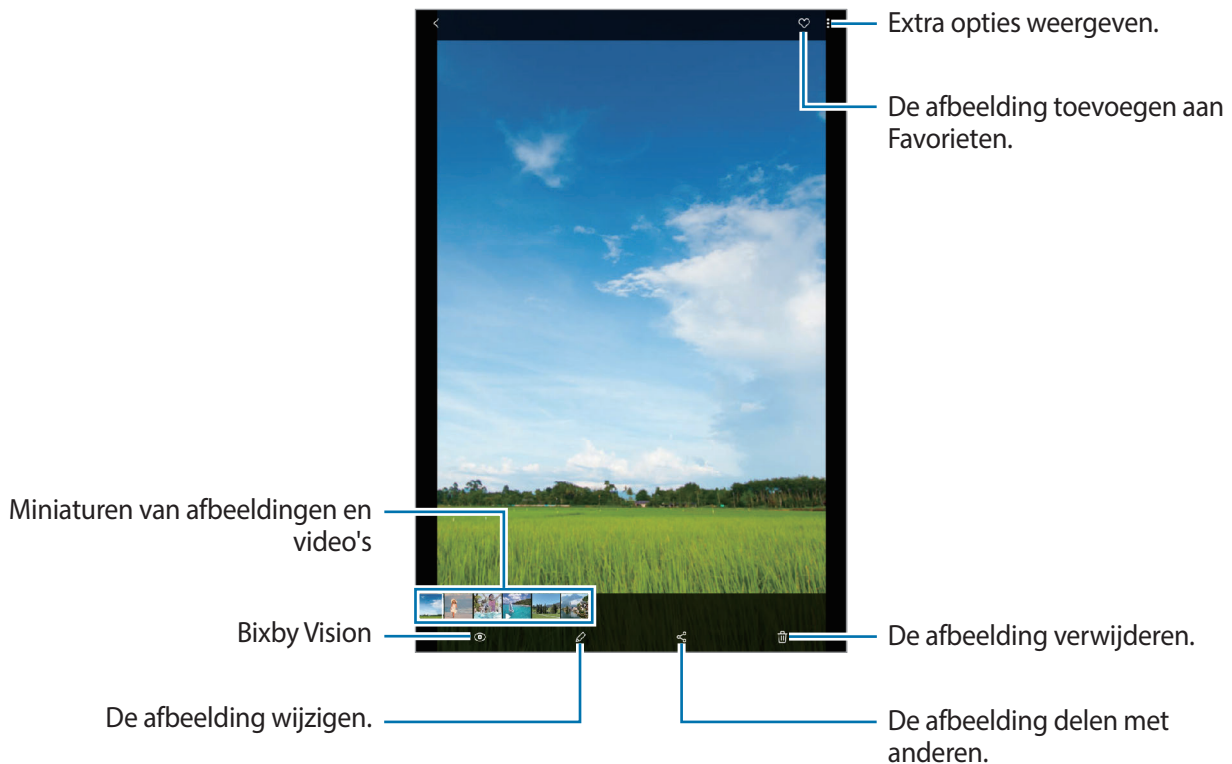 Extra opties weergeven.
De afbeelding toevoegen aan
Favorieten.
Miniaturen van afbeeldingen en
video's
Bixby Vision
De afbeelding verwijderen.
De afbeelding wijzigen.
De afbeelding delen met
anderen.